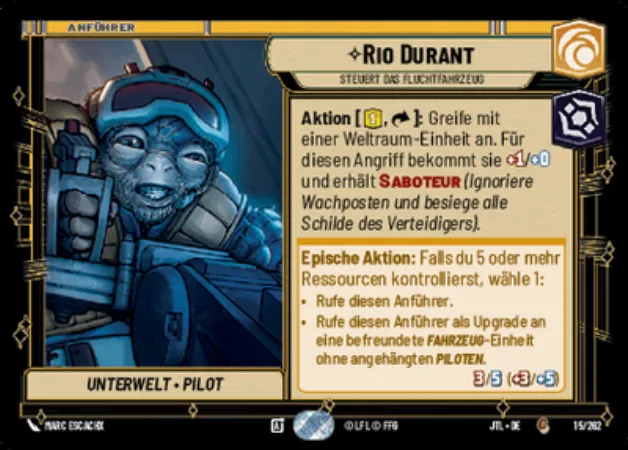 ANFÜHRER
RIO DURANT
STEUERT DAS FLUCHTFAHRZEUG
Aktion [1, ]: Greife mit
einer Weltraum-Einheit an. Für
diesen Angriff bekommt sie +1/+0
und erhält SABOTEUR (Ignoriere
Wachposten und besiege alle
Schilde des Verteidigers).
Epische Aktion: Falls du 5 oder mehr
Ressourcen kontrollierst, wähle 1:
• Rufe diesen Anführer.
• Rufe diesen Anführer als Upgrade an
eine befreundete FAHRZEUG-Einheit
ohne angehängten PILOTEN.
3/5 (+3/+5)
UNTERWELT • PILOT
MARC ESCACHX
© LFL © FFG
JTL • DE
C
15/262